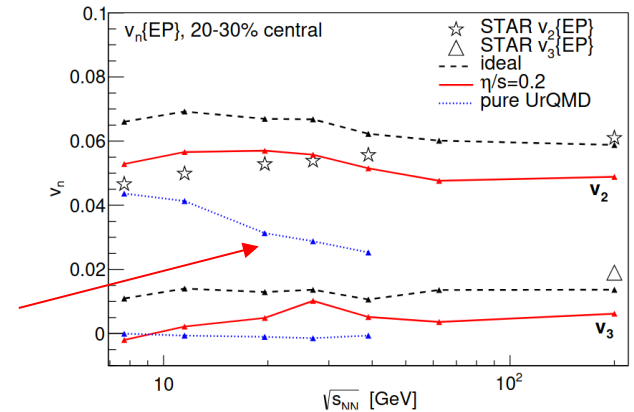 vn{EP}, 20-30% central
STAR v2{EP}
STAR v3{EP}
ideal
η/s=0.2
pure UrQMD
0.1
0.08
0.06
0.04
0.02
0
vn
v2
v3
10
10²
√sNN [GeV]